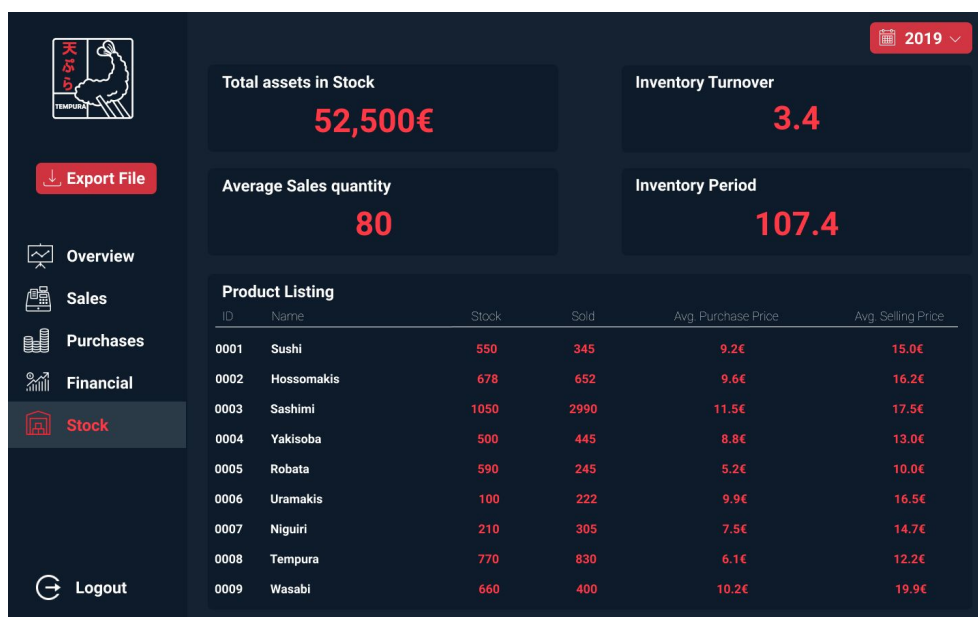 天ぷら
TEMPURA
2019
Export File
Overview
Sales
Purchases
Financial
Stock
Logout
Total assets in Stock
52,500€
Inventory Turnover
3.4
Average Sales quantity
80
Inventory Period
107.4
Product Listing
ID Name Stock Sold Avg. Purchase Price Avg. Selling Price
0001 Sushi 550 345 9.2€ 15.0€
0002 Hossomakis 678 652 9.6€ 16.2€
0003 Sashimi 1050 2990 11.5€ 17.5€
0004 Yakisoba 500 445 8.8€ 13.0€
0005 Robata 590 245 5.2€ 10.0€
0006 Uramakis 100 222 9.9€ 16.5€
0007 Niguiri 210 305 7.5€ 14.7€
0008 Tempura 770 830 6.1€ 12.2€
0009 Wasabi 660 400 10.2€ 19.9€